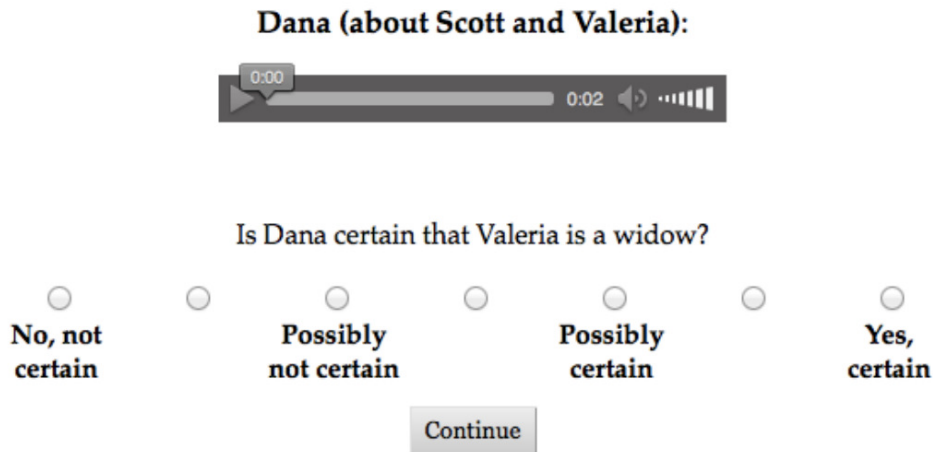 Dana (about Scott and Valeria):
0:00
0:02
Is Dana certain that Valeria is a widow?
No, not Possibly Possibly Yes,
certain not certain certain certain
Continue